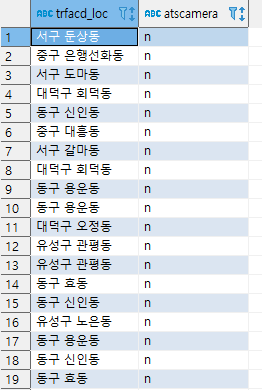 trfacd_loc atscamera
1 서구 둔상동 n
2 중구 은행선화동 n
3 서구 도마동 n
4 대덕구 회덕동 n
5 동구 신인동 n
6 중구 대흥동 n
7 서구 갈마동 n
8 대덕구 회덕동 n
9 동구 용운동 n
10 동구 용운동 n
11 대덕구 오정동 n
12 유성구 관평동 n
13 유성구 관평동 n
14 동구 효동 n
15 동구 신인동 n
16 유성구 노은동 n
17 동구 용운동 n
18 동구 신인동 n
19 동구 효동 n